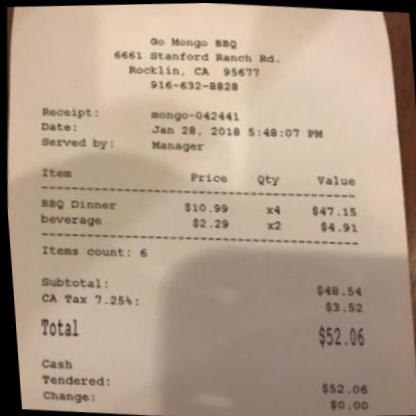 Go Mongo BBQ
6661 Stanford Ranch Rd.
Rocklin, CA 95677
916-632-8828
Receipt: mongo-042441
Date: Jan 28, 2018 5:48:07 PM
Served by: Manager
Item Price Qty Value
BBQ Dinner $10.99 x4 $47.15
beverage $2.29 x2 $4.91
Items count: 6
Subtotal: $48.54
CA Tax 7.25%: $3.52
Total $52.06
Cash
Tendered: $52.06
Change: $0.00